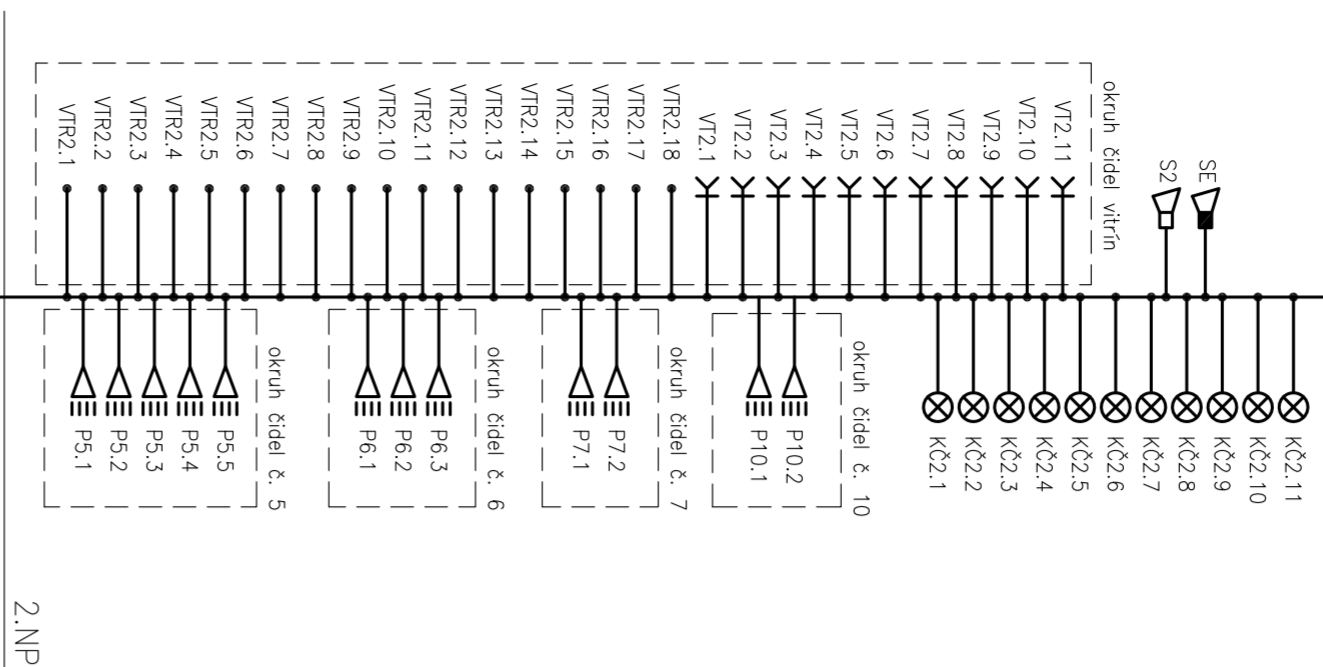 okruh čidel vitrín
VTR2.1
VTR2.2
VTR2.3
VTR2.4
VTR2.5
VTR2.6
VTR2.7
VTR2.8
VTR2.9
VTR2.10
VTR2.11
VTR2.12
VTR2.13
VTR2.14
VTR2.15
VTR2.16
VTR2.17
VTR2.18
VT2.1
VT2.2
VT2.3
VT2.4
VT2.5
VT2.6
VT2.7
VT2.8
VT2.9
VT2.10
VT2.11
S2
SE
P5.1
P5.2
P5.3
P5.4
P5.5
okruh čidel č. 5
P6.1
P6.2
P6.3
okruh čidel č. 6
P7.1
P7.2
okruh čidel č. 7
P10.1
P10.2
okruh čidel č. 10
KČ2.1
KČ2.2
KČ2.3
KČ2.4
KČ2.5
KČ2.6
KČ2.7
KČ2.8
KČ2.9
KČ2.10
KČ2.11
2.NP